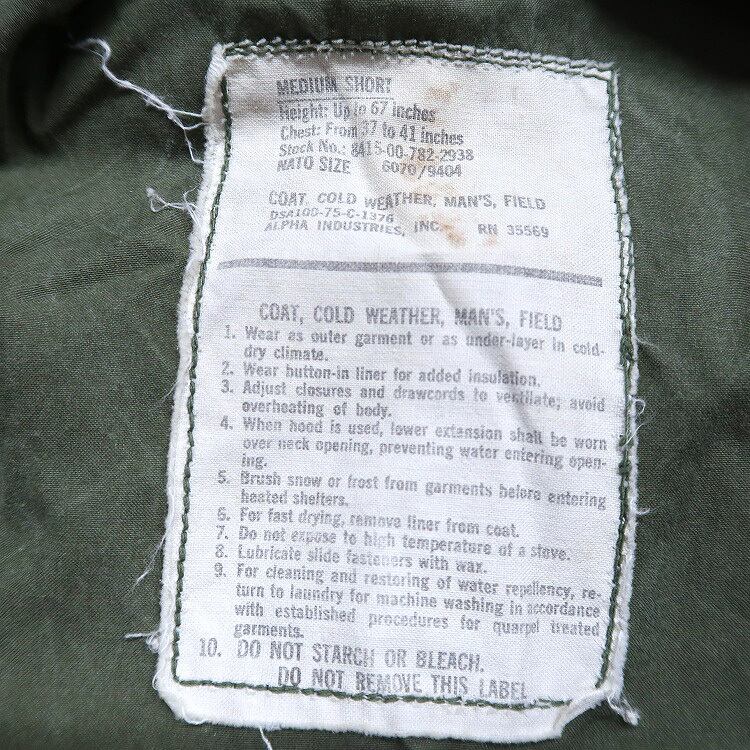 MEDIUM SHORT
Height: Up to 67 inches
Chest: From 37 to 41 inches
Stock No.: 8415-00-782-2938
NATO SIZE 6070/9404
COAT, COLD WEATHER, MAN'S, FIELD
DSA100-75-C-1376
ALPHA INDUSTRIES, INC. RN 35569
COAT, COLD WEATHER, MAN'S, FIELD
1. Wear as outer garment or as under-layer in cold-
dry climate.
2. Wear button-in liner for added insulation.
3. Adjust closures and drawcords to ventilate; avoid
overheating of body.
4. When hood is used, lower extension shall be worn
over neck opening, preventing water entering open-
ing.
5. Brush snow or frost from garments before entering
heated shelters.
6. For fast drying, remove liner from coat.
7. Do not expose to high temperature of a stove.
8. Lubricate slide fasteners with wax.
9. For cleaning and restoring of water repellency, re-
turn to laundry for machine washing in accordance
with established procedures for quarpel treated
garments.
10. DO NOT STARCH OR BLEACH.
DO NOT REMOVE THIS LABEL